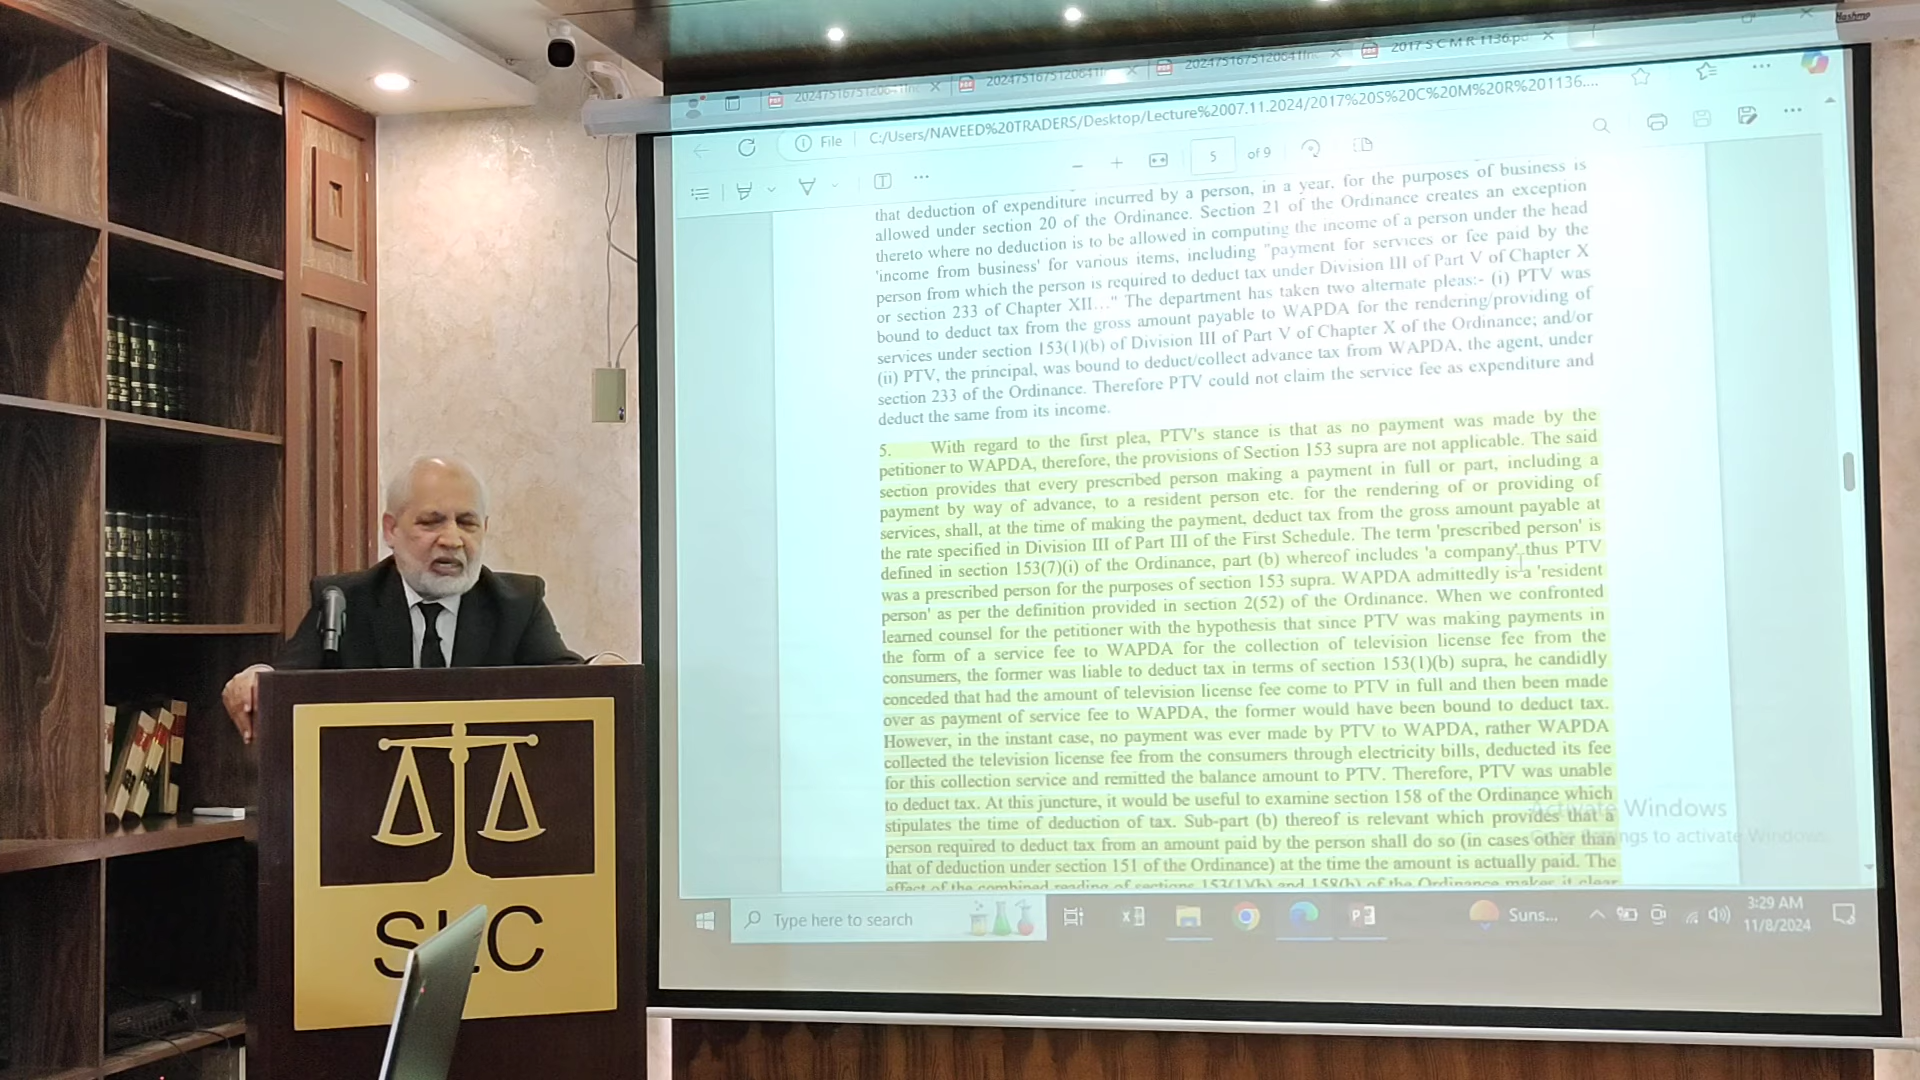 2017 S C M R 1136.pd
File C:/Users/NAVEED%20TRADERS/Desktop/Lecture%2007.11.2024/2017%20S%20C%20M%20R%201136....
5 of 9
that deduction of expenditure incurred by a person, in a year, for the purposes of business is
allowed under section 20 of the Ordinance. Section 21 of the Ordinance creates an exception
thereto where no deduction is to be allowed in computing the income of a person under the head
'income from business' for various items, including "payment for services or fee paid by the
person from which the person is required to deduct tax under Division III of Part V of Chapter X
or section 233 of Chapter XII..." The department has taken two alternate pleas:- (i) PTV was
bound to deduct tax from the gross amount payable to WAPDA for the rendering/providing of
services under section 153(1)(b) of Division III of Part V of Chapter X of the Ordinance; and/or
(ii) PTV, the principal, was bound to deduct/collect advance tax from WAPDA, the agent, under
section 233 of the Ordinance. Therefore PTV could not claim the service fee as expenditure and
deduct the same from its income.
5. With regard to the first plea, PTV's stance is that as no payment was made by the
petitioner to WAPDA, therefore, the provisions of Section 153 supra are not applicable. The said
section provides that every prescribed person making a payment in full or part, including a
payment by way of advance, to a resident person etc. for the rendering of or providing of
services, shall, at the time of making the payment, deduct tax from the gross amount payable at
the rate specified in Division III of Part III of the First Schedule. The term 'prescribed person' is
defined in section 153(7)(i) of the Ordinance, part (b) whereof includes 'a company' thus PTV
was a prescribed person for the purposes of section 153 supra. WAPDA admittedly is a 'resident
person' as per the definition provided in section 2(52) of the Ordinance. When we confronted
learned counsel for the petitioner with the hypothesis that since PTV was making payments in
the form of a service fee to WAPDA for the collection of television license fee from the
consumers, the former was liable to deduct tax in terms of section 153(1)(b) supra, he candidly
conceded that had the amount of television license fee come to PTV in full and then been made
over as payment of service fee to WAPDA, the former would have been bound to deduct tax.
However, in the instant case, no payment was ever made by PTV to WAPDA, rather WAPDA
collected the television license fee from the consumers through electricity bills, deducted its fee
for this collection service and remitted the balance amount to PTV. Therefore, PTV was unable
to deduct tax. At this juncture, it would be useful to examine section 158 of the Ordinance which
stipulates the time of deduction of tax. Sub-part (b) thereof is relevant which provides that a
person required to deduct tax from an amount paid by the person shall do so (in cases other than
that of deduction under section 151 of the Ordinance) at the time the amount is actually paid. The
effect of the combined reading of sections 153(1)(b) and 158(b) of the Ordinance makes it clear
Activate Windows
to activate Windows.
Type here to search
Suns...
3:29 AM
11/8/2024